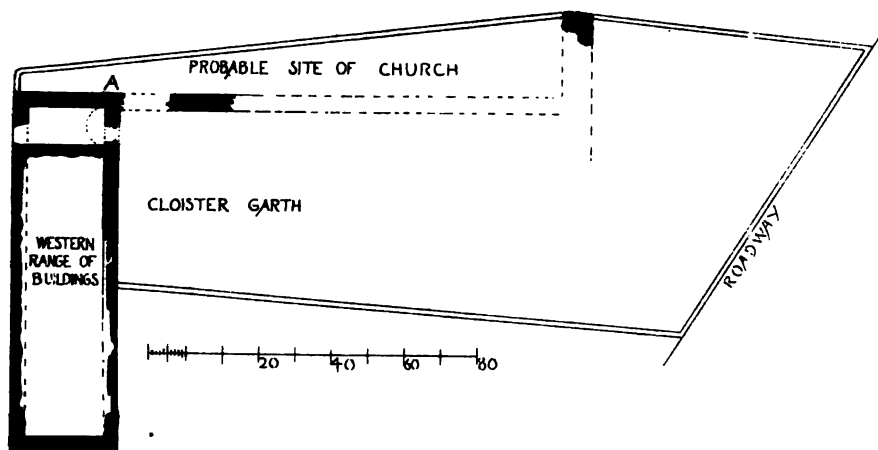 PROBABLE SITE OF CHURCH
A
CLOISTER GARTH
WESTERN
RANGE OF
BUILDINGS
ROADWAY
20 40 60 80